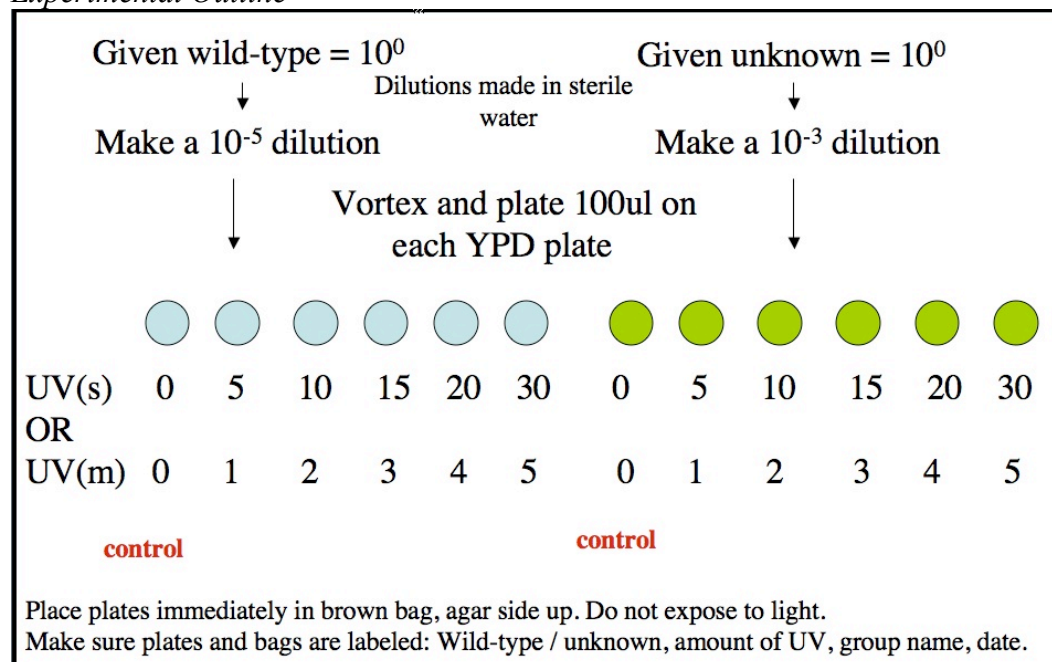 Experimental Outline
Given wild-type = 10⁰
Given unknown = 10⁰
Dilutions made in sterile
water
Make a 10⁻⁵ dilution
Make a 10⁻³ dilution
Vortex and plate 100ul on
each YPD plate
UV(s) 0 5 10 15 20 30 0 5 10 15 20 30
OR
UV(m) 0 1 2 3 4 5 0 1 2 3 4 5
control
control
Place plates immediately in brown bag, agar side up. Do not expose to light.
Make sure plates and bags are labeled: Wild-type / unknown, amount of UV, group name, date.